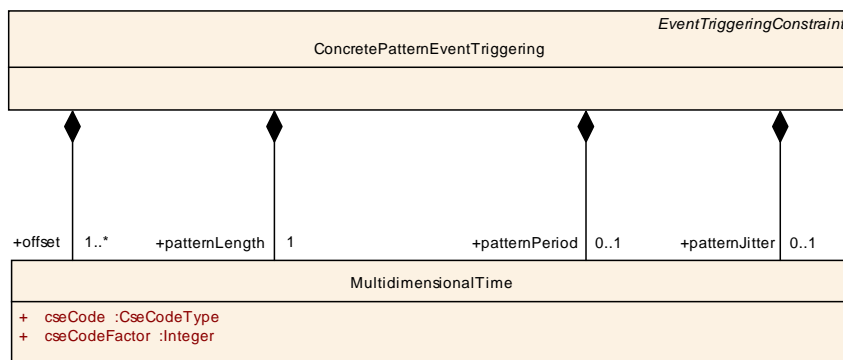 EventTriggeringConstraint
ConcretePatternEventTriggering
+offset 1..* +patternLength 1 +patternPeriod 0..1 +patternJitter 0..1
MultidimensionalTime
+ cseCode :CseCodeType
+ cseCodeFactor :Integer